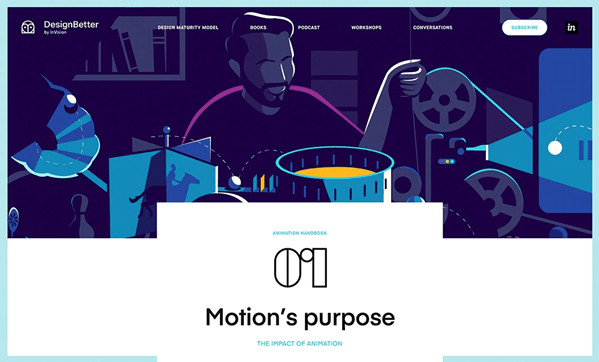 DesignBetter
by InVision
DESIGN MATURITY MODEL
BOOKS
PODCAST
WORKSHOPS
CONVERSATIONS
SUBSCRIBE
in
ANIMATION HANDBOOK
01
Motion's purpose
THE IMPACT OF ANIMATION